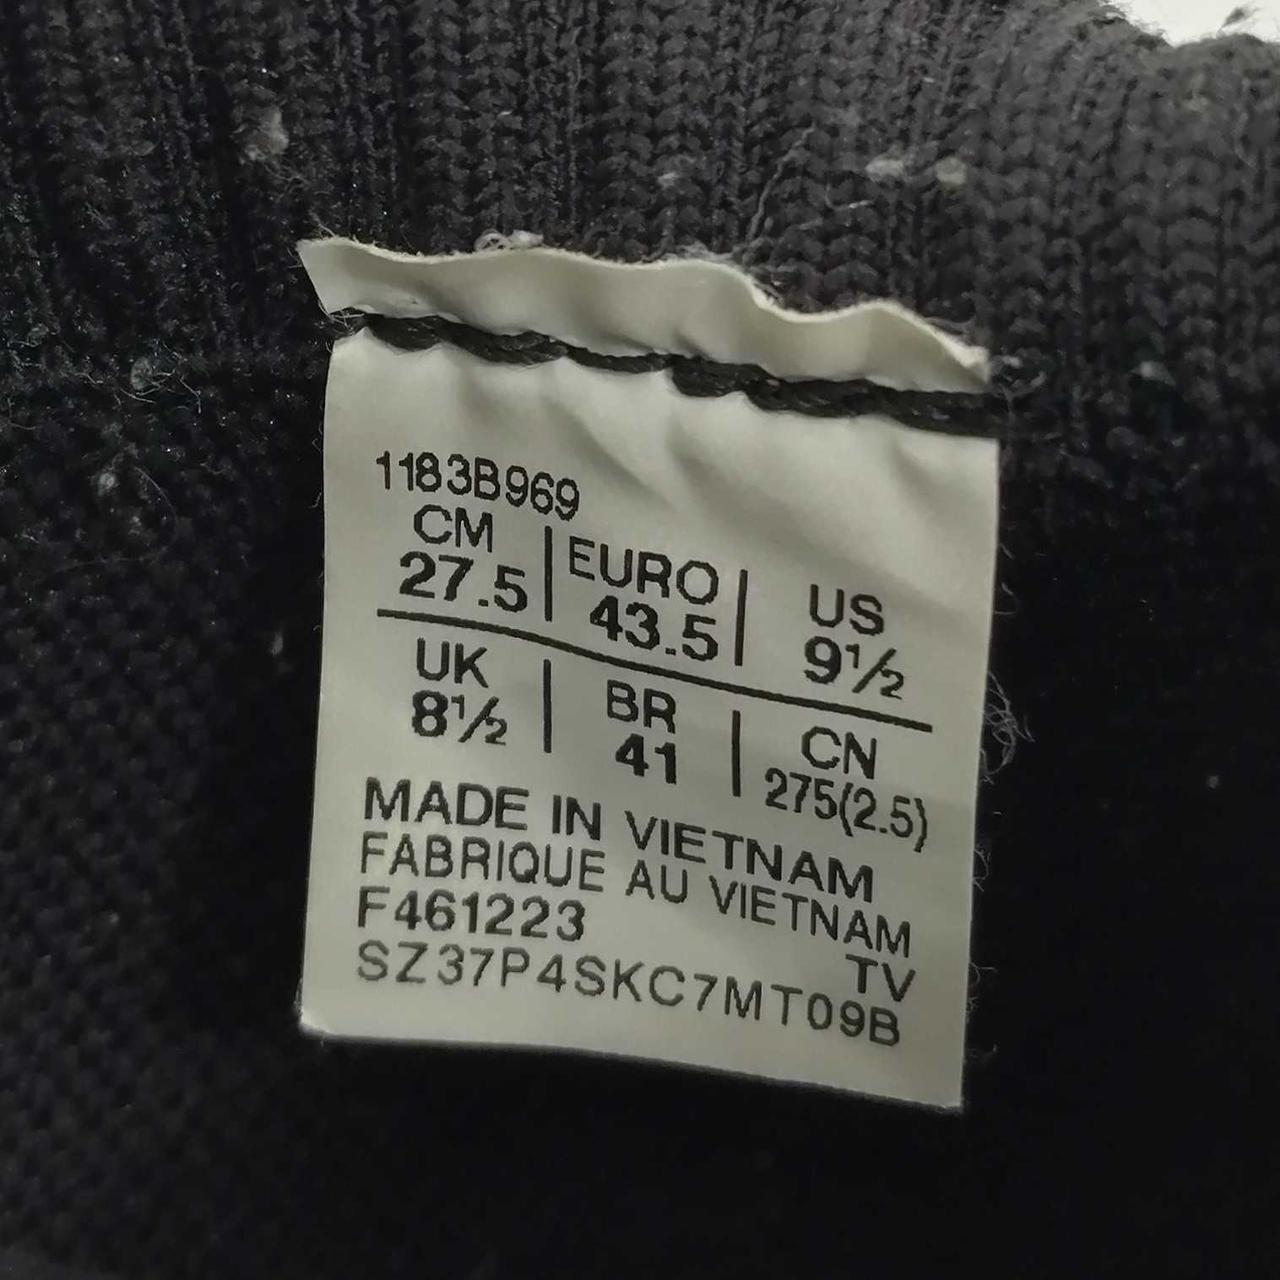 1183B969
CM | EURO | US
27.5 | 43.5 | 9½
UK | BR | CN
8½ | 41 | 275(2.5)
MADE IN VIETNAM
FABRIQUE AU VIETNAM
F461223 TV
SZ37P4SKC7MT09B